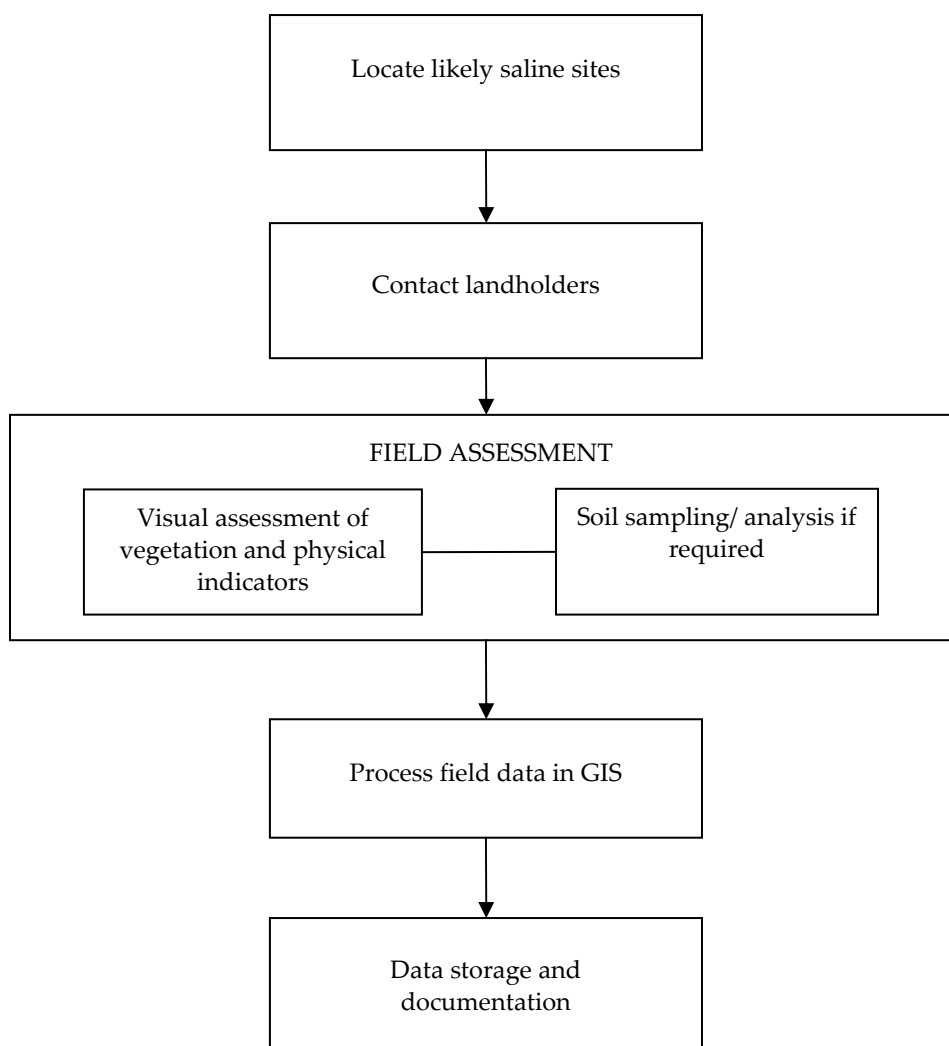 Locate likely saline sites
Contact landholders
FIELD ASSESSMENT
Visual assessment of
vegetation and physical
indicators
Soil sampling/ analysis if
required
Process field data in GIS
Data storage and
documentation